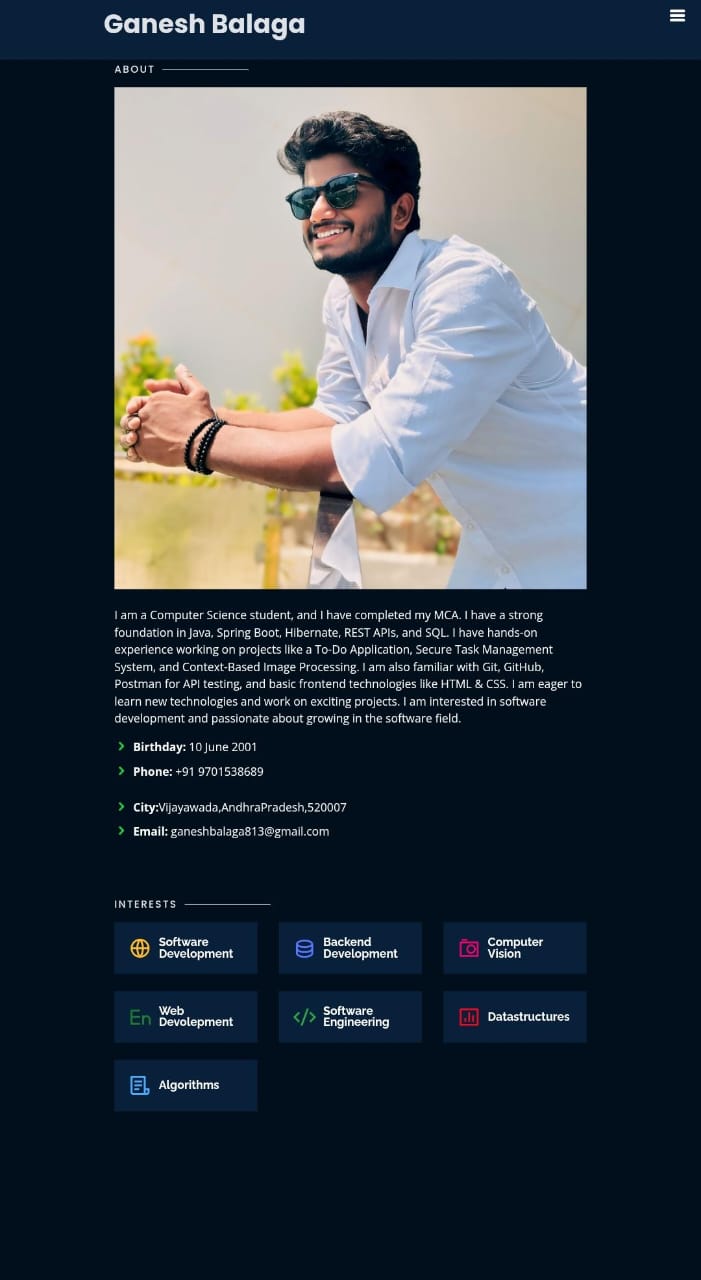 Ganesh Balaga
ABOUT
I am a Computer Science student, and I have completed my MCA. I have a strong
foundation in Java, Spring Boot, Hibernate, REST APIs, and SQL. I have hands-on
experience working on projects like a To-Do Application, Secure Task Management
System, and Context-Based Image Processing. I am also familiar with Git, GitHub,
Postman for API testing, and basic frontend technologies like HTML & CSS. I am eager to
learn new technologies and work on exciting projects. I am interested in software
development and passionate about growing in the software field.
Birthday: 10 June 2001
Phone: +91 9701538689
City:Vijayawada,AndhraPradesh,520007
Email: ganeshbalaga813@gmail.com
INTERESTS
Software
Development
Backend
Development
Computer
Vision
En
Web
Devolepment
</>
Software
Engineering
Datastructures
Algorithms